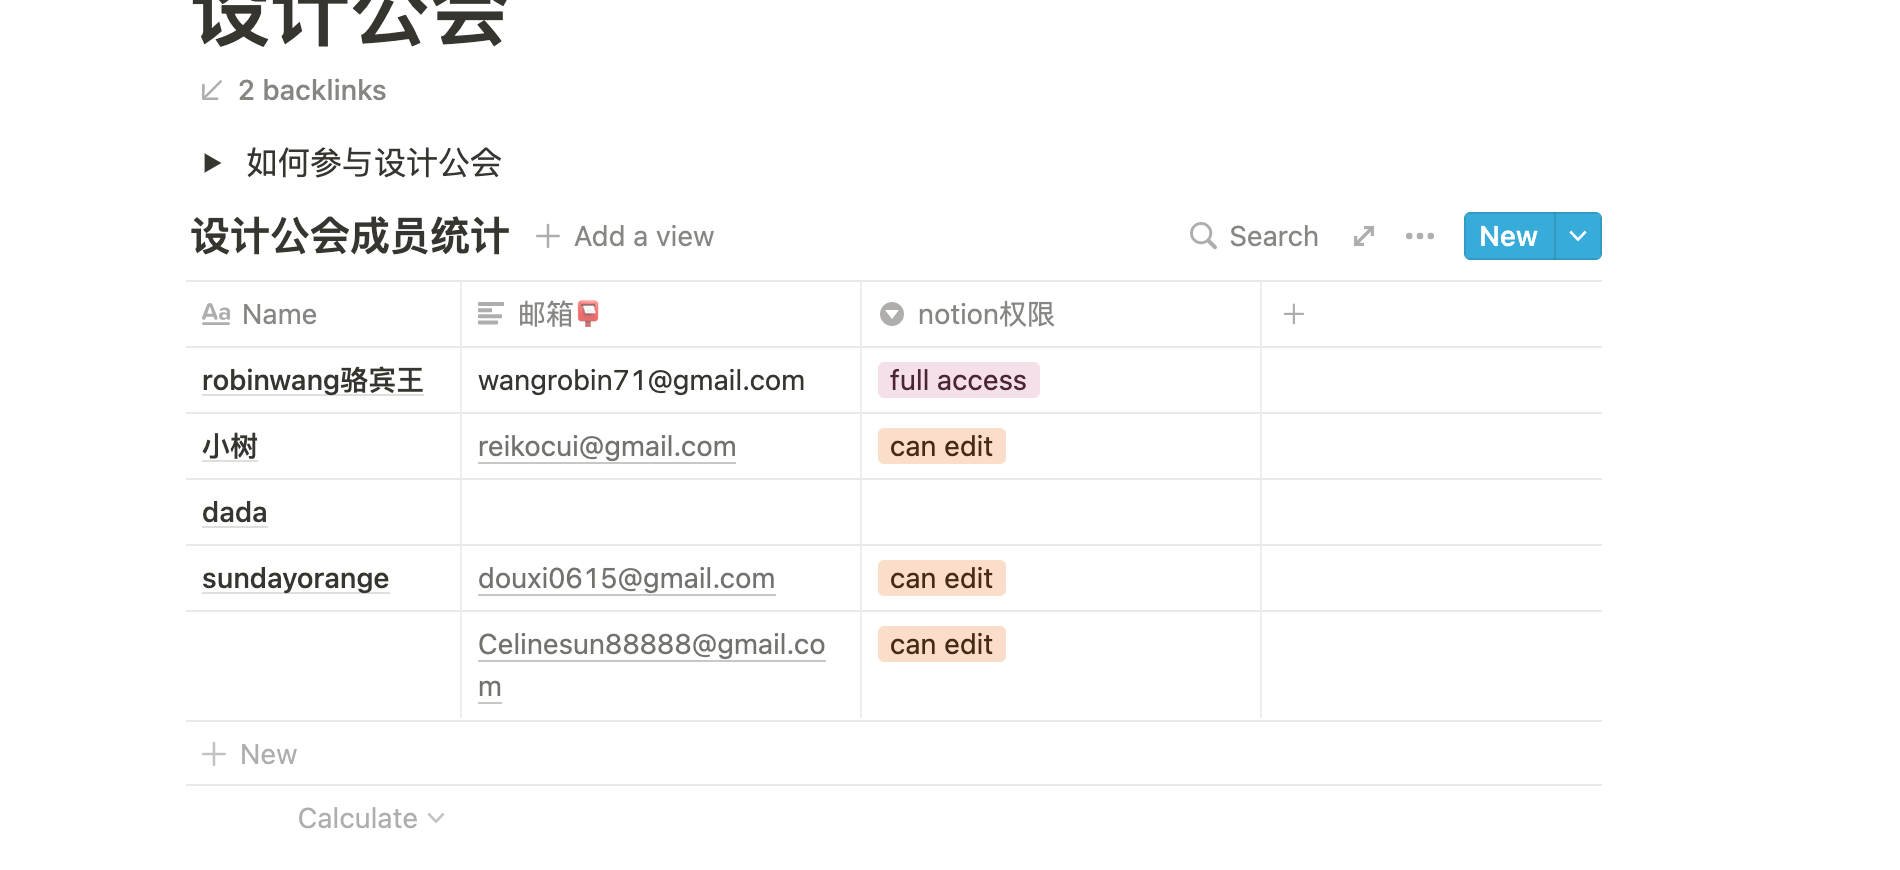 设计公会
2 backlinks
如何参与设计公会
设计公会成员统计 Add a view Search New
Aa Name 邮箱📮 notion权限
robinwang骆宾王 wangrobin71@gmail.com full access
小树 reikocui@gmail.com can edit
dada
sundayorange douxi0615@gmail.com can edit
Celinesun88888@gmail.co can edit
m
New
Calculate